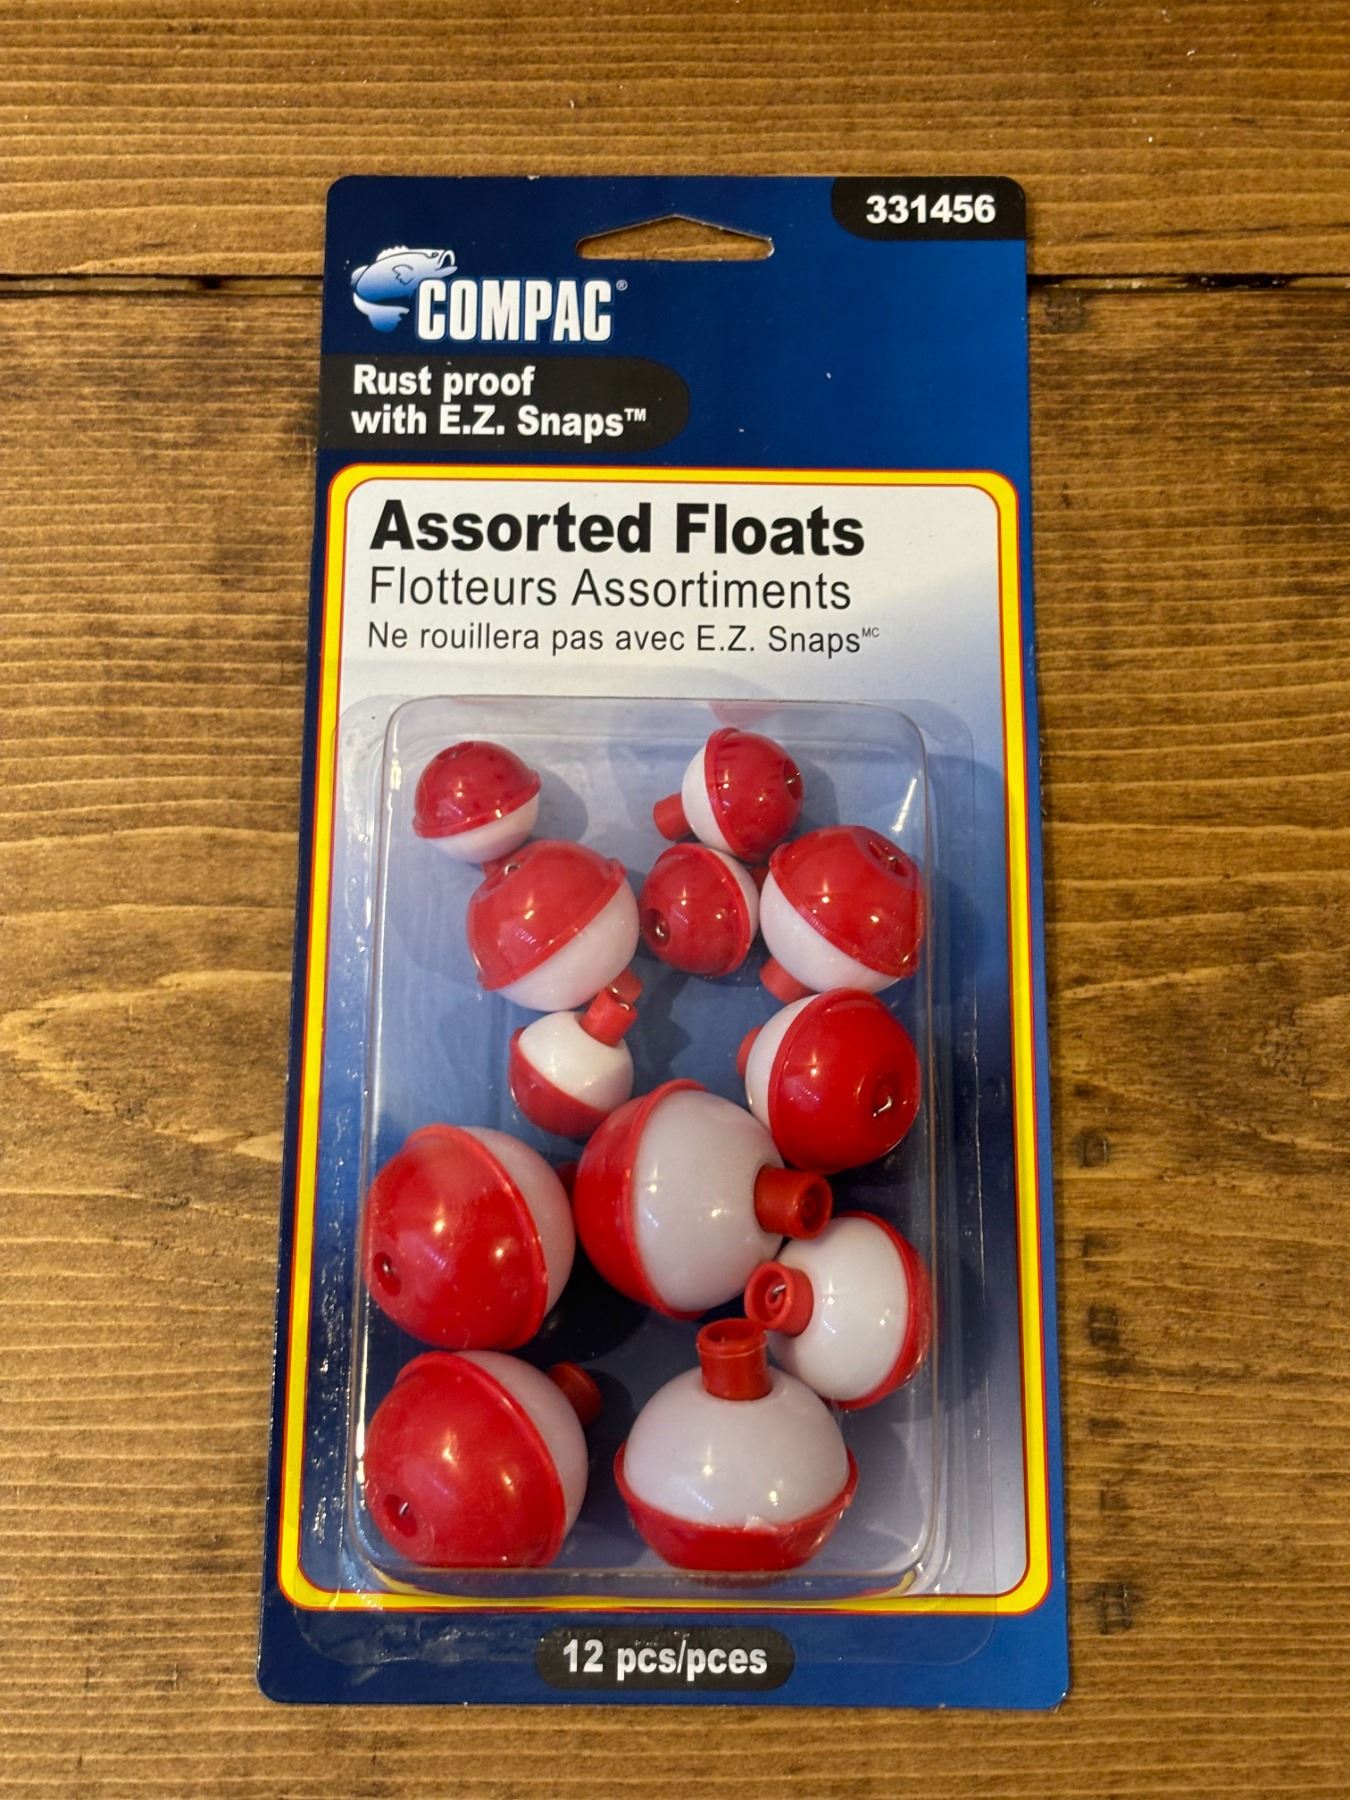 331456
COMPAC®
Rust proof
with E.Z. Snaps™
Assorted Floats
Flotteurs Assortiments
Ne rouillera pas avec E.Z. Snaps ᴹᶜ
12 pcs/pces